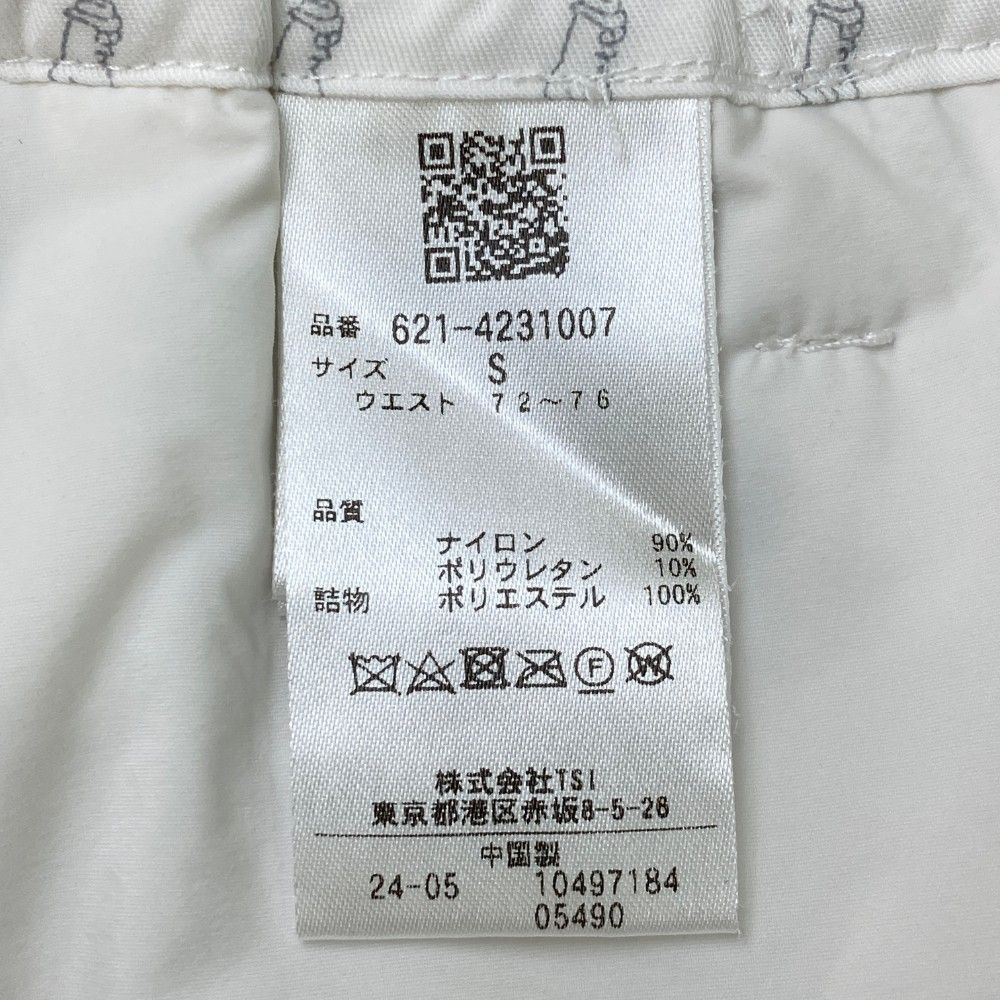 品番 621-4231007
サイズ S
ウエスト 72～76
品質
ナイロン 90%
ポリウレタン 10%
詰物 ポリエステル 100%
F W
株式会社TSI
東京都港区赤坂8-5-28
中国製
24-05 10497184
05490